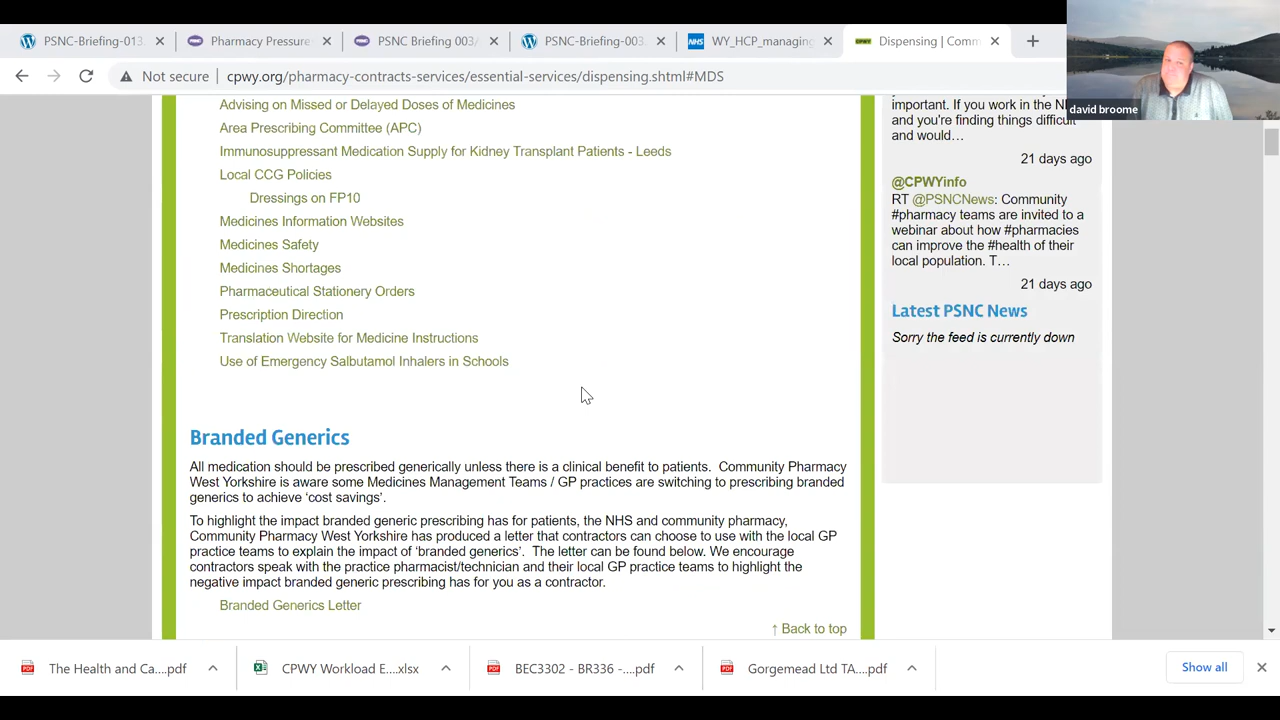 PSNC-Briefing-013.
Pharmacy Pressure
PSNC Briefing 003/
PSNC-Briefing-003.
NHS
WY_HCP_managing
CPWY
Dispensing | Comm
Not secure
cpwy.org/pharmacy-contracts-services/essential-services/dispensing.shtml#MDS
david broome
Advising on Missed or Delayed Doses of Medicines
Area Prescribing Committee (APC)
Immunosuppressant Medication Supply for Kidney Transplant Patients - Leeds
Local CCG Policies
Dressings on FP10
Medicines Information Websites
Medicines Safety
Medicines Shortages
Pharmaceutical Stationery Orders
Prescription Direction
Translation Website for Medicine Instructions
Use of Emergency Salbutamol Inhalers in Schools
Branded Generics
All medication should be prescribed generically unless there is a clinical benefit to patients.  Community Pharmacy
West Yorkshire is aware some Medicines Management Teams / GP practices are switching to prescribing branded
generics to achieve ‘cost savings’.
To highlight the impact branded generic prescribing has for patients, the NHS and community pharmacy,
Community Pharmacy West Yorkshire has produced a letter that contractors can choose to use with the local GP
practice teams to explain the impact of ‘branded generics’.  The letter can be found below. We encourage
contractors speak with the practice pharmacist/technician and their local GP practice teams to highlight the
negative impact branded generic prescribing has for you as a contractor.
Branded Generics Letter
↑ Back to top
important. If you work in the N
and you're finding things difficult
and would…
21 days ago
@CPWYinfo
RT @PSNCNews: Community
#pharmacy teams are invited to a
webinar about how #pharmacies
can improve the #health of their
local population. T…
21 days ago
Latest PSNC News
Sorry the feed is currently down
The Health and Ca....pdf
CPWY Workload E....xlsx
BEC3302 - BR336 -....pdf
Gorgemead Ltd TA....pdf
Show all